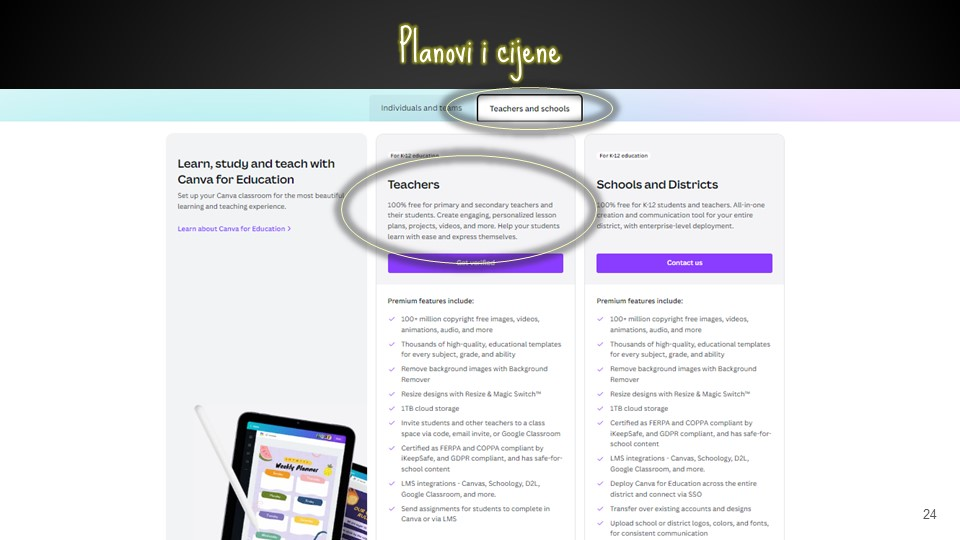 Planovi i cijene
Individuals and teams
Teachers and schools
Learn, study and teach with
Canva for Education
Set up your Canva classroom for the most beautiful
learning and teaching experience.
Learn about Canva for Education >
For K-12 education
Teachers
100% free for primary and secondary teachers and
their students. Create engaging, personalized lesson
plans, projects, videos, and more. Help your students
learn with ease and express themselves.
Get verified
Premium features include:
100+ million copyright free images, videos,
animations, audio, and more
Thousands of high-quality, educational templates
for every subject, grade, and ability
Remove background images with Background
Remover
Resize designs with Resize & Magic Switch™
1TB cloud storage
Invite students and other teachers to a class
space via code, email invite, or Google Classroom
Certified as FERPA and COPPA compliant by
iKeepSafe, and GDPR compliant, and has safe-for-
school content
LMS integrations - Canvas, Schoology, D2L,
Google Classroom, and more.
Send assignments for students to complete in
Canva or via LMS
For K-12 education
Schools and Districts
100% free for K-12 students and teachers. All-in-one
creation and communication tool for your entire
district, with enterprise-level deployment.
Contact us
Premium features include:
100+ million copyright free images, videos,
animations, audio, and more
Thousands of high-quality, educational templates
for every subject, grade, and ability
Remove background images with Background
Remover
Resize designs with Resize & Magic Switch™
1TB cloud storage
Certified as FERPA and COPPA compliant by
iKeepSafe, and GDPR compliant, and has safe-for-
school content
LMS integrations - Canvas, Schoology, D2L,
Google Classroom, and more.
Deploy Canva for Education across the entire
district and connect via SSO
Transfer over existing accounts and designs
Upload school or district logos, colors, and fonts,
for consistent communication
Weekly Planner
24